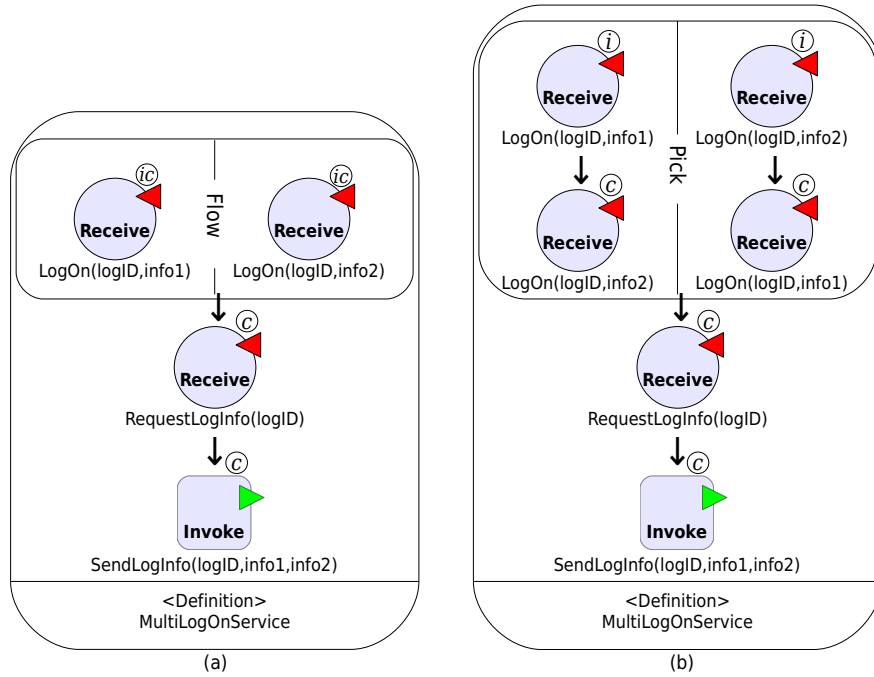 ic
ic
Receive
Receive
Flow
LogOn(logID,info1)
LogOn(logID,info2)
c
Receive
RequestLogInfo(logID)
c
Invoke
SendLogInfo(logID,info1,info2)
<Definition>
MultiLogOnService
(a)
i
i
Receive
Receive
LogOn(logID,info1)
LogOn(logID,info2)
Pick
c
c
Receive
Receive
LogOn(logID,info2)
LogOn(logID,info1)
c
Receive
RequestLogInfo(logID)
c
Invoke
SendLogInfo(logID,info1,info2)
<Definition>
MultiLogOnService
(b)